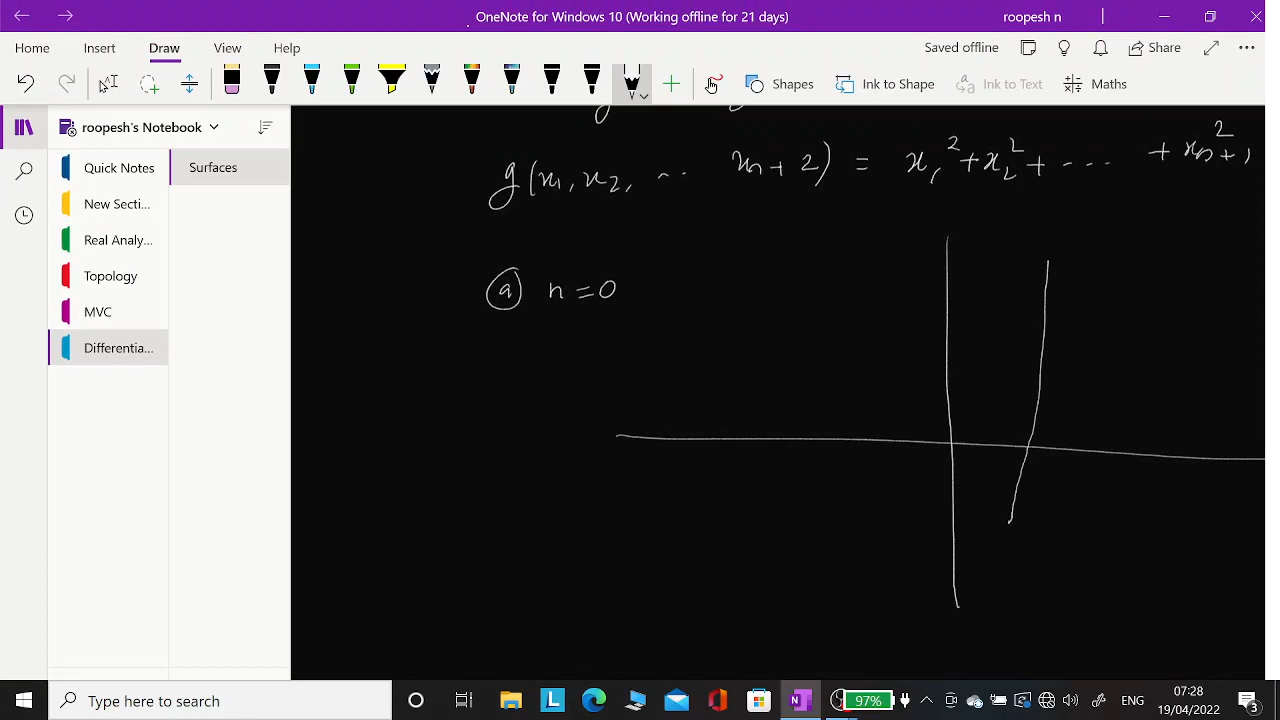 OneNote for Windows 10 (Working offline for 21 days)
roopesh n
Home Insert Draw View Help
Saved offline Share
Shapes Ink to Shape Ink to Text Maths
roopesh's Notebook
Quick Notes
New Secti...
Real Analy...
Topology
MVC
Differentia...
Surfaces
g(x₁, x₂, ... xₙ+2) = x₁² + x₂² + .... + xₙ₊₁²
ⓐ n = 0
Type here to search
L
N
97%
ENG
07:28
19/04/2022
3